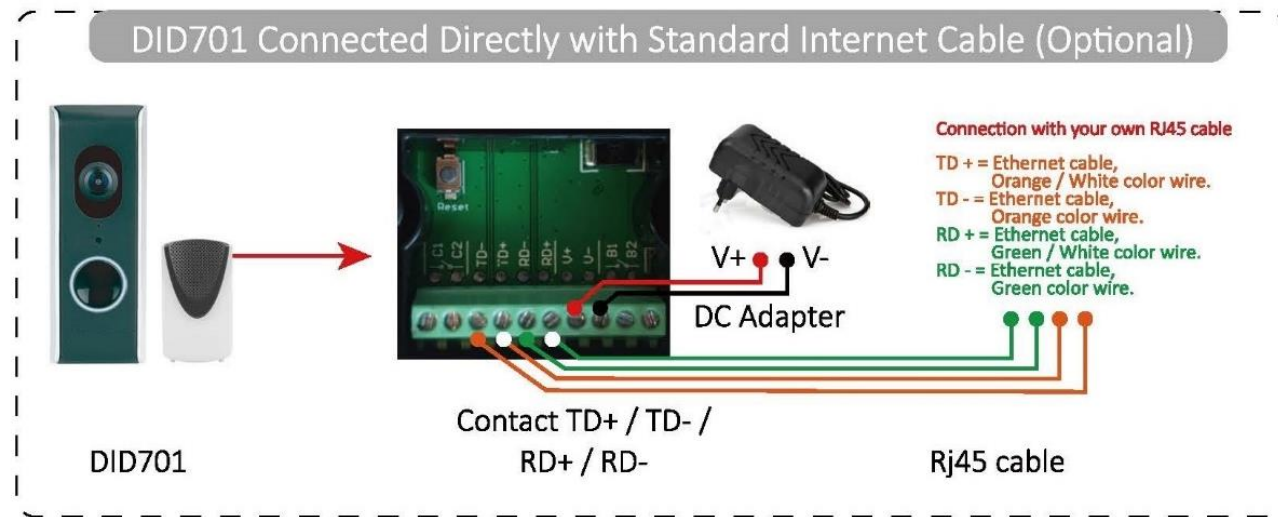 DID701 Connected Directly with Standard Internet Cable (Optional)
Connection with your own RJ45 cable
TD + = Ethernet cable,
Orange / White color wire.
TD - = Ethernet cable,
Orange color wire.
RD + = Ethernet cable,
Green / White color wire.
RD - = Ethernet cable,
Green color wire.
Reset
C1 C2 TD- TD+ RD- RD+ V+ V- B1 B2
V+ V-
DC Adapter
Contact TD+ / TD- /
RD+ / RD-
DID701
Rj45 cable